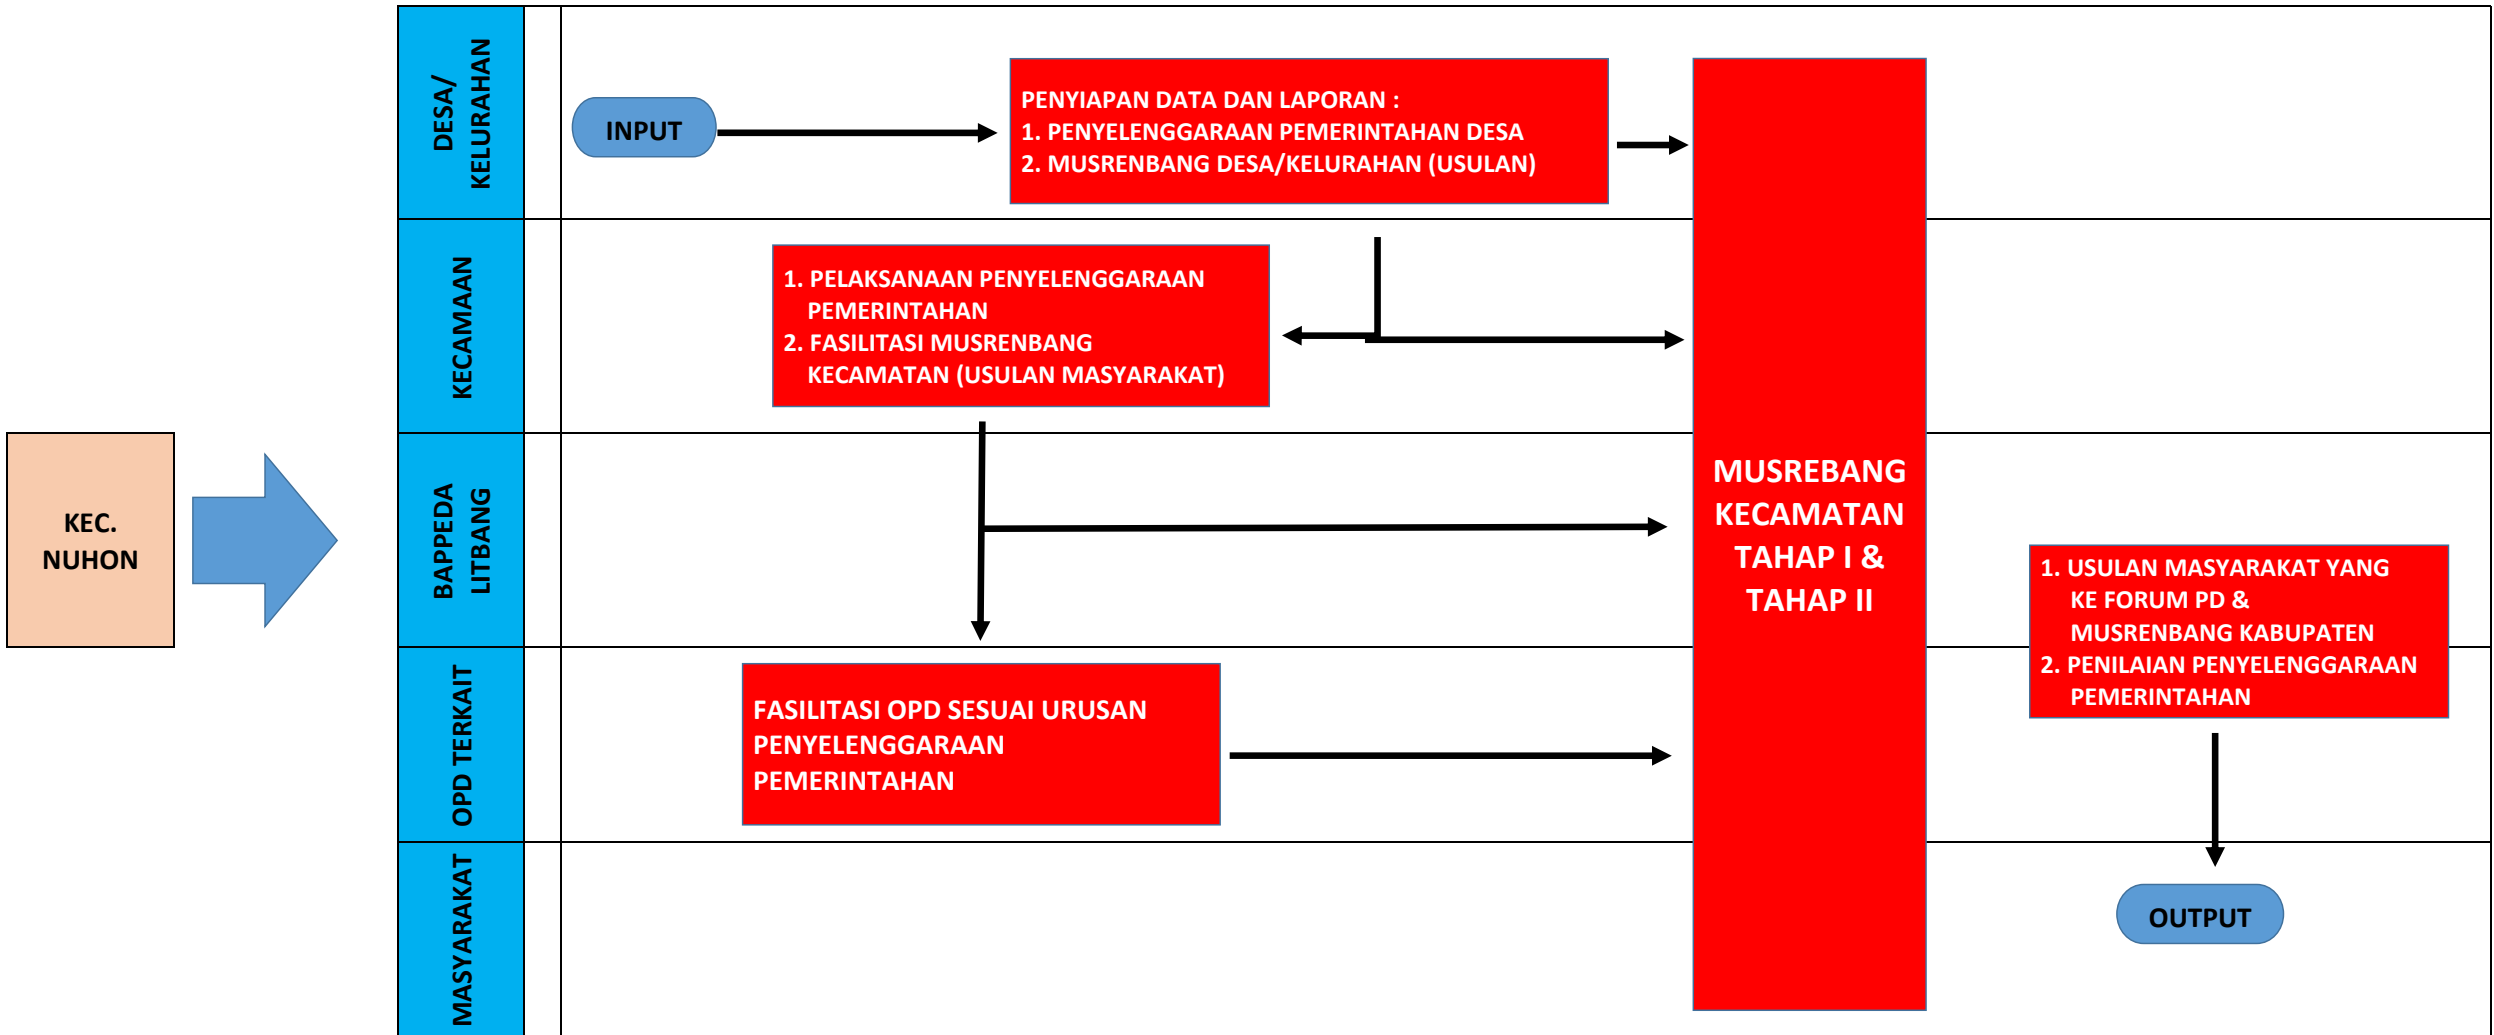 KEC.
NUHON
DESA/
KELURAHAN
INPUT
PENYIAPAN DATA DAN LAPORAN :
1. PENYELENGGARAAN PEMERINTAHAN DESA
2. MUSRENBANG DESA/KELURAHAN (USULAN)
KECAMAAN
1. PELAKSANAAN PENYELENGGARAAN
PEMERINTAHAN
2. FASILITASI MUSRENBANG
KECAMATAN (USULAN MASYARAKAT)
BAPPEDA
LITBANG
MUSREBANG
KECAMATAN
TAHAP I &
TAHAP II
1. USULAN MASYARAKAT YANG
KE FORUM PD &
MUSRENBANG KABUPATEN
2. PENILAIAN PENYELENGGARAAN
PEMERINTAHAN
OPD TERKAIT
FASILITASI OPD SESUAI URUSAN
PENYELENGGARAAN
PEMERINTAHAN
MASYARAKAT
OUTPUT